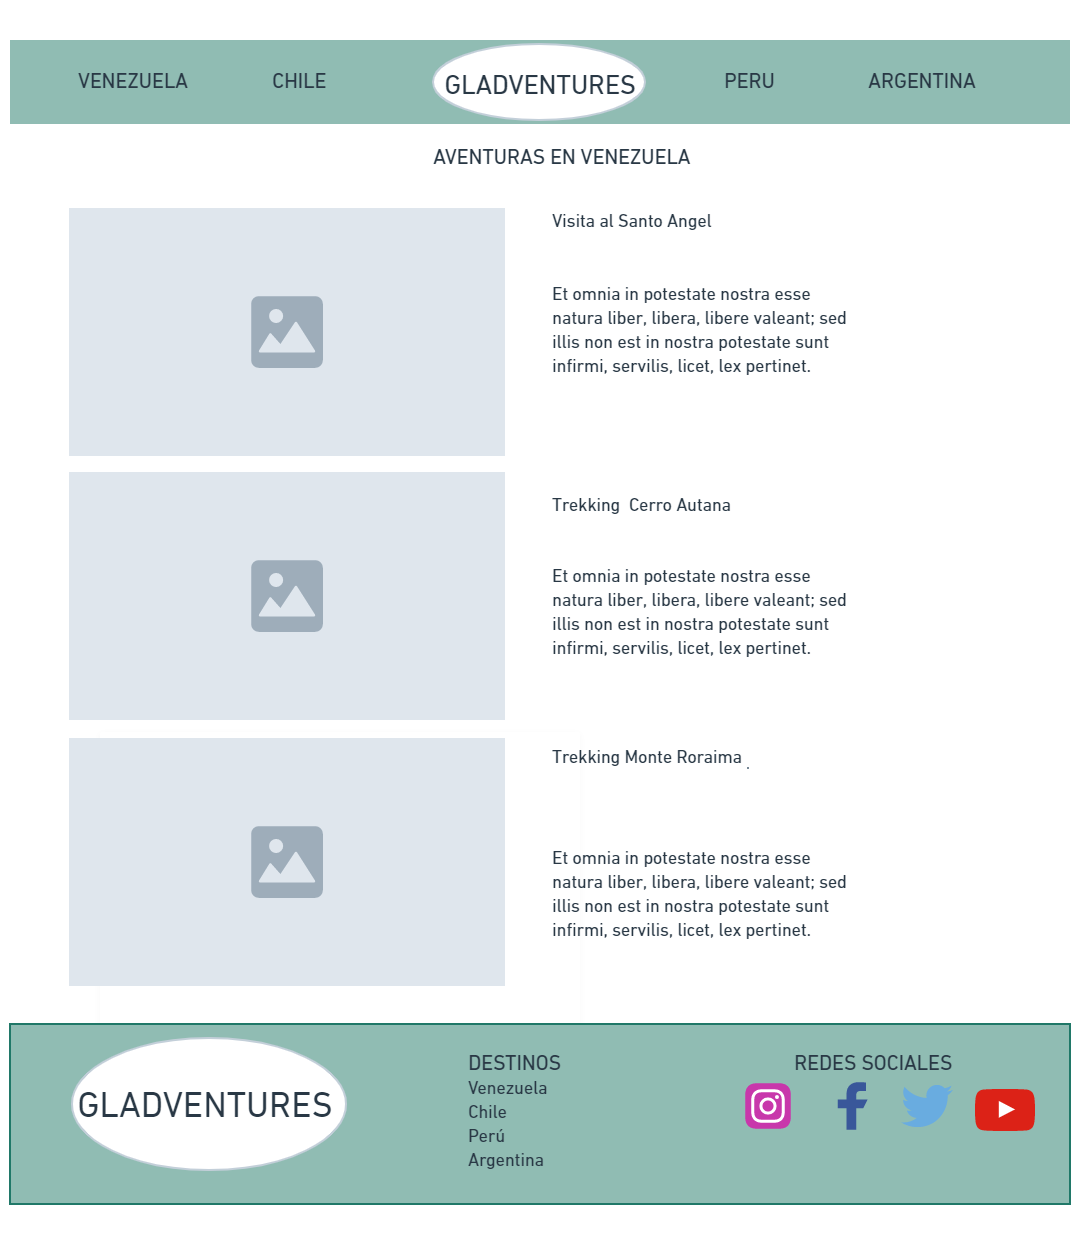 VENEZUELA
CHILE
GLADVENTURES
PERU
ARGENTINA
AVENTURAS EN VENEZUELA
Visita al Santo Angel
Et omnia in potestate nostra esse
natura liber, libera, libere valeant; sed
illis non est in nostra potestate sunt
infirmi, servilis, licet, lex pertinet.
Trekking  Cerro Autana
Et omnia in potestate nostra esse
natura liber, libera, libere valeant; sed
illis non est in nostra potestate sunt
infirmi, servilis, licet, lex pertinet.
Trekking Monte Roraima .
Et omnia in potestate nostra esse
natura liber, libera, libere valeant; sed
illis non est in nostra potestate sunt
infirmi, servilis, licet, lex pertinet.
GLADVENTURES
DESTINOS
Venezuela
Chile
Perú
Argentina
REDES SOCIALES